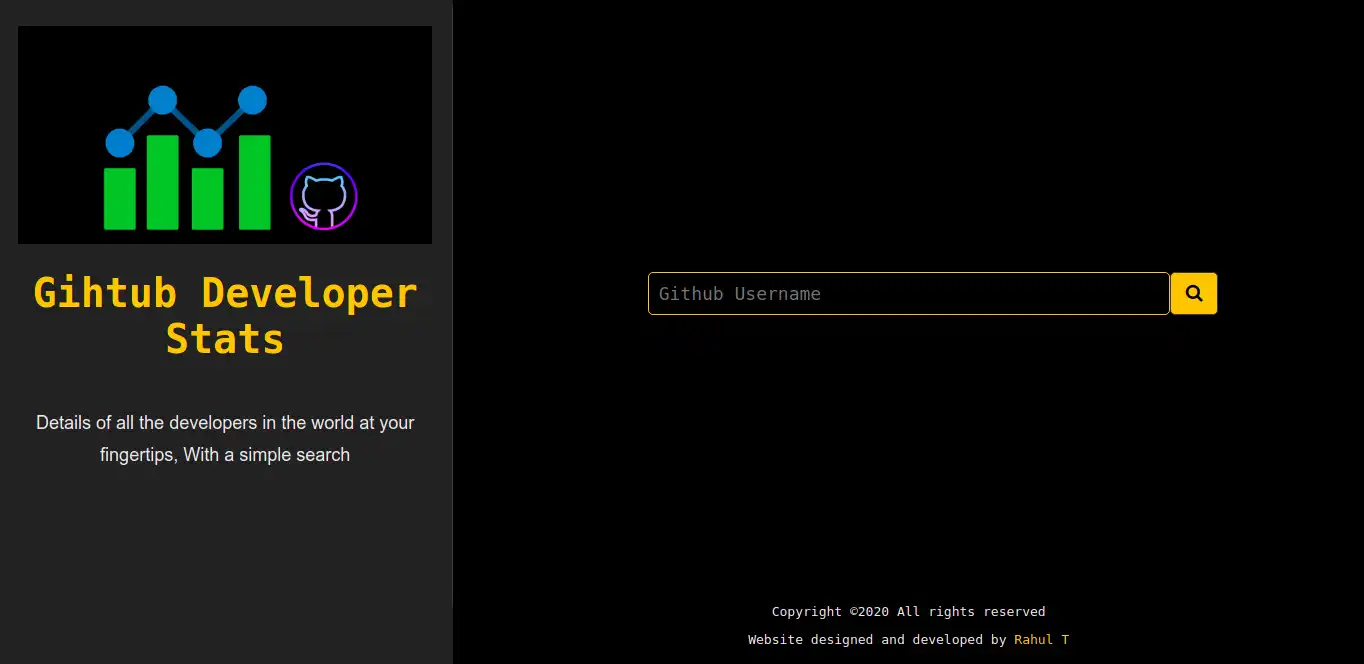 Gihtub Developer
Stats
Details of all the developers in the world at your
fingertips, With a simple search
Github Username
Copyright ©2020 All rights reserved
Website designed and developed by Rahul T